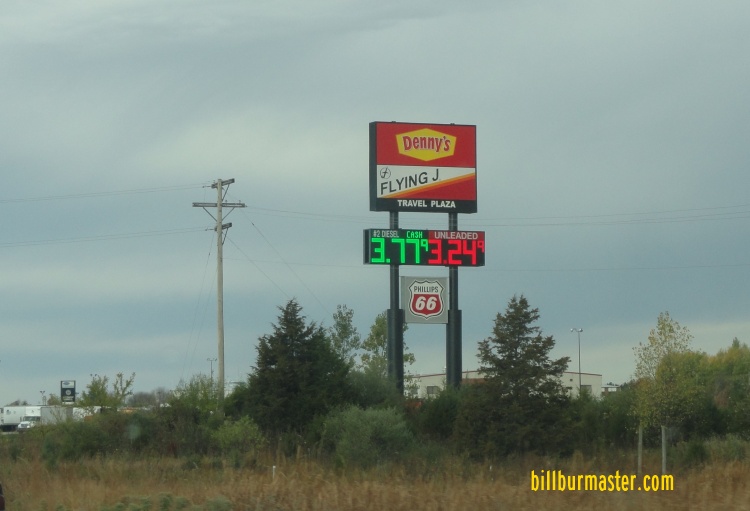 Denny's
FLYING J
TRAVEL PLAZA
#2 DIESEL CASH UNLEADED
3.77⁹ 3.24⁹
PHILLIPS
66
billburmaster.com